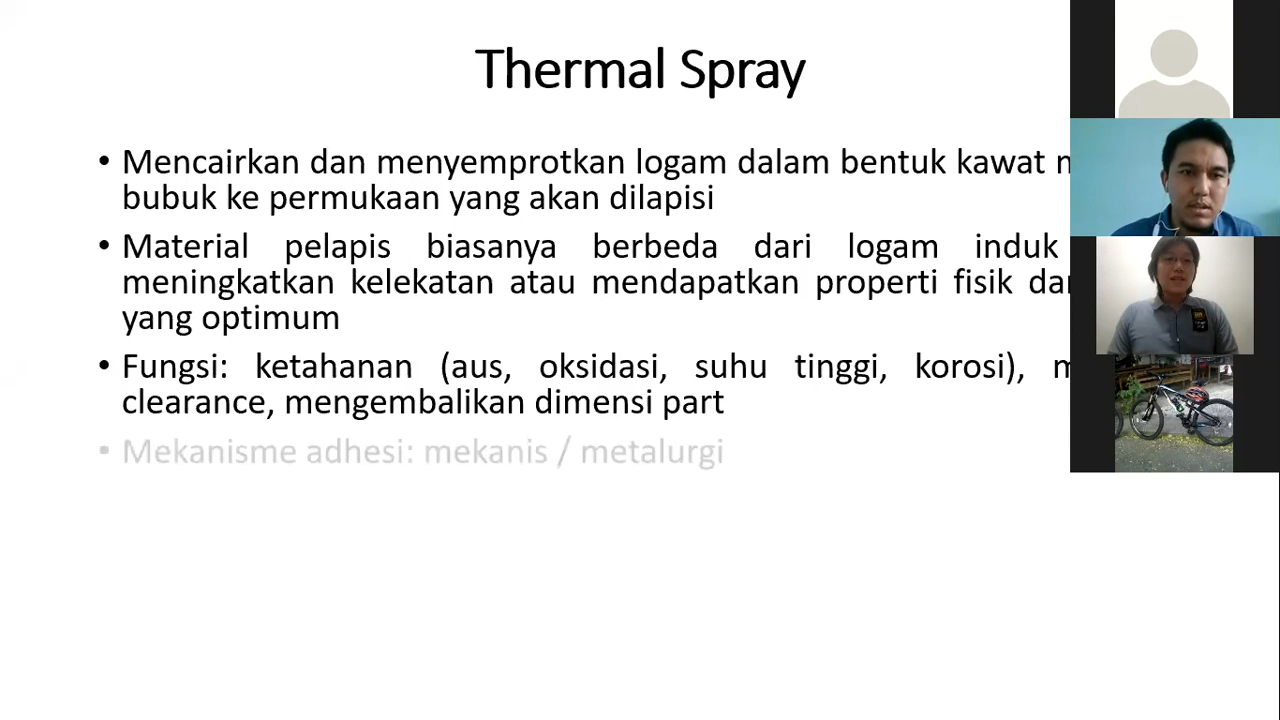 Thermal Spray
• Mencairkan dan menyemprotkan logam dalam bentuk kawat
bubuk ke permukaan yang akan dilapisi
• Material pelapis biasanya berbeda dari logam induk
meningkatkan kelekatan atau mendapatkan properti fisik
yang optimum
• Fungsi: ketahanan (aus, oksidasi, suhu tinggi, korosi),
clearance, mengembalikan dimensi part
• Mekanisme adhesi: mekanis / metalurgi